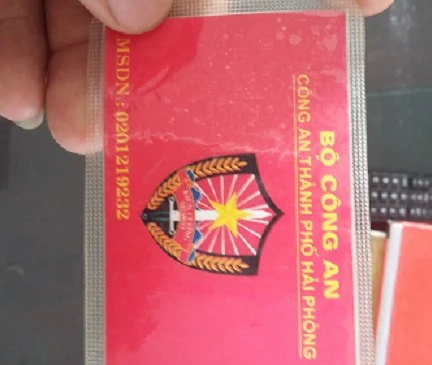 BỘ CÔNG AN
CÔNG AN THÀNH PHỐ HẢI PHÒNG
MSDN : 0201219232